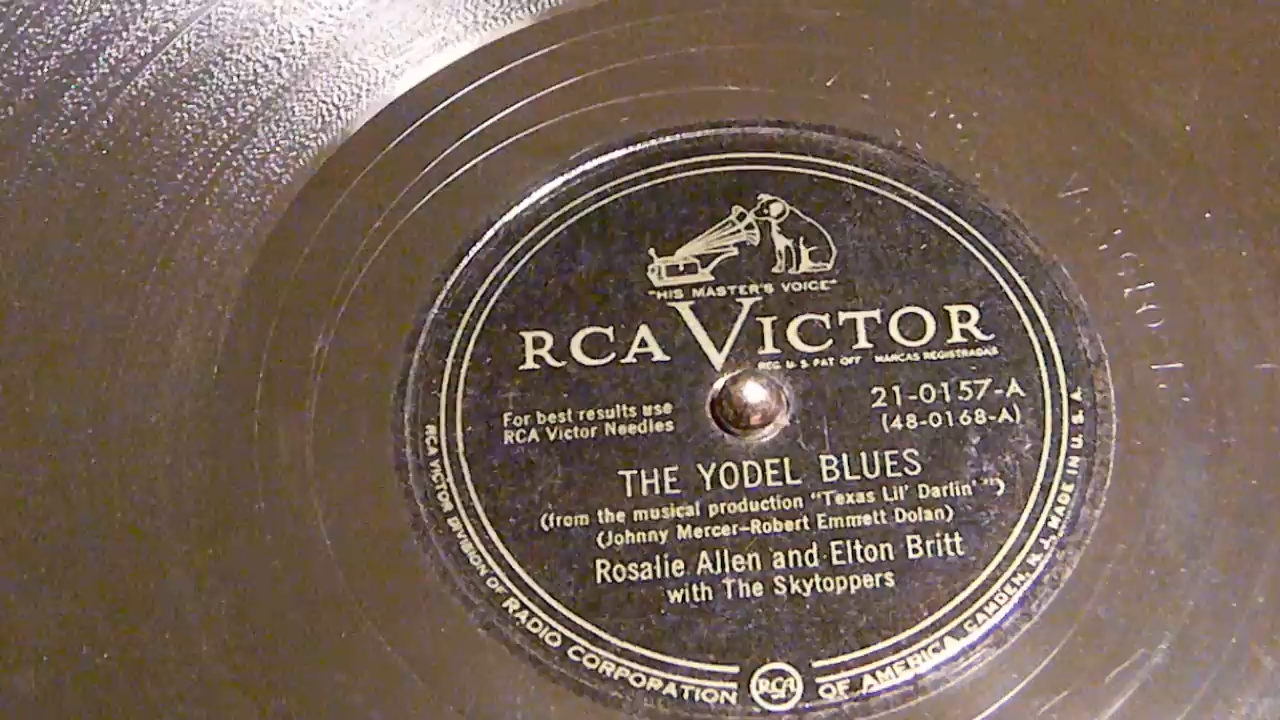 "HIS MASTER'S VOICE"
RCA VICTOR
REG. U. S. PAT. OFF. MARCAS REGISTRADAS
21-0157-A
(48-0168-A)
For best results use
RCA Victor Needles
THE YODEL BLUES
(from the musical production "Texas Lil' Darlin' ")
(Johnny Mercer-Robert Emmett Dolan)
Rosalie Allen and Elton Britt
with The Skytoppers
RCA VICTOR DIVISION OF RADIO CORPORATION OF AMERICA, CAMDEN, N. J., MADE IN U. S. A.
RCA